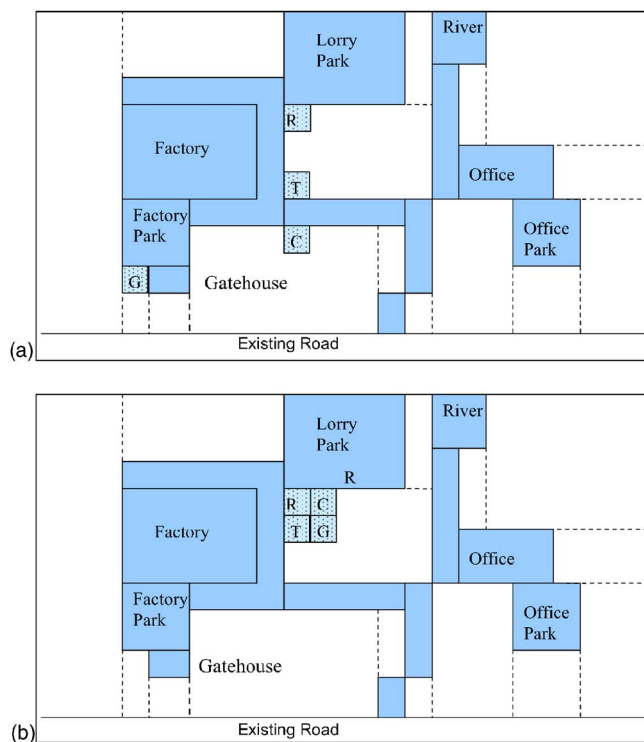 Lorry
Park
River
R
Factory
T
Office
Factory
Park
Office
Park
C
G
Gatehouse
(a)
Existing Road
Lorry
Park
River
R
R
C
T
G
Factory
Office
Factory
Park
Office
Park
Gatehouse
(b)
Existing Road